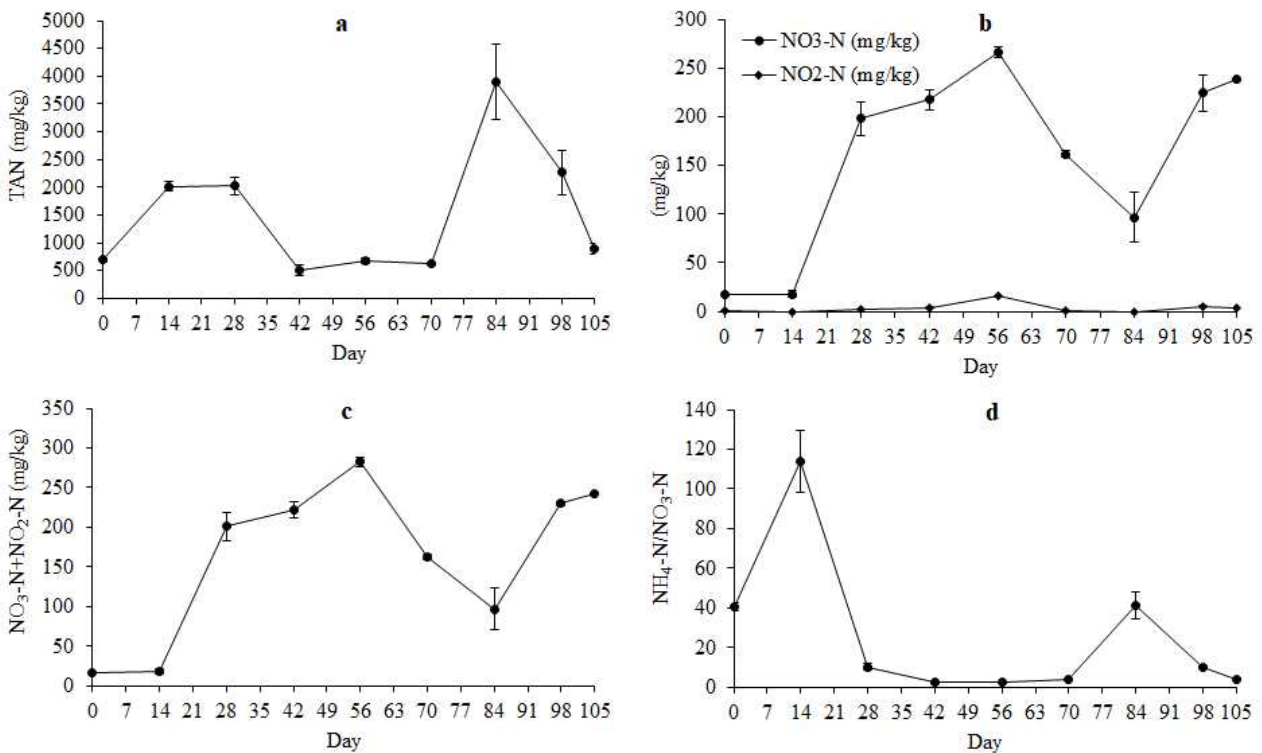 a
TAN (mg/kg)
5000
4500
4000
3500
3000
2500
2000
1500
1000
500
0
0 7 14 21 28 35 42 49 56 63 70 77 84 91 98 105
Day
b
NO3-N (mg/kg)
NO2-N (mg/kg)
(mg/kg)
300
250
200
150
100
50
0
0 7 14 21 28 35 42 49 56 63 70 77 84 91 98 105
Day
c
NO₃-N+NO₂-N (mg/kg)
350
300
250
200
150
100
50
0
0 7 14 21 28 35 42 49 56 63 70 77 84 91 98 105
Day
d
NH₄-N/NO₃-N
140
120
100
80
60
40
20
0
0 7 14 21 28 35 42 49 56 63 70 77 84 91 98 105
Day